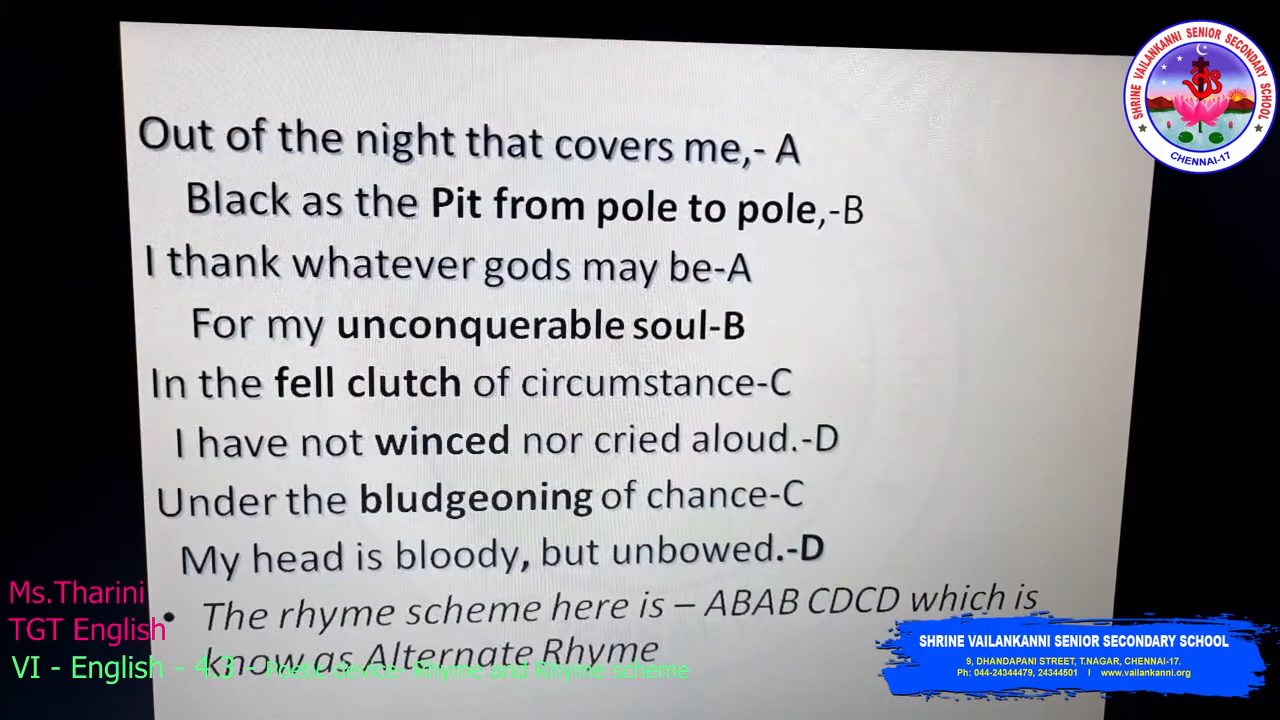 Out of the night that covers me,- A
Black as the Pit from pole to pole,-B
I thank whatever gods may be-A
For my unconquerable soul-B
In the fell clutch of circumstance-C
I have not winced nor cried aloud.-D
Under the bludgeoning of chance-C
My head is bloody, but unbowed.-D
• The rhyme scheme here is – ABAB CDCD which is
know as Alternate Rhyme
Ms.Tharini
TGT English
VI - English - 4.3 - Poetic device- Rhyme and Rhyme scheme
SHRINE VAILANKANNI SENIOR SECONDARY SCHOOL
CHENNAI-17
SHRINE VAILANKANNI SENIOR SECONDARY SCHOOL
9, DHANDAPANI STREET, T.NAGAR, CHENNAI-17.
Ph: 044-24344479, 24344501 I www.vailankanni.org